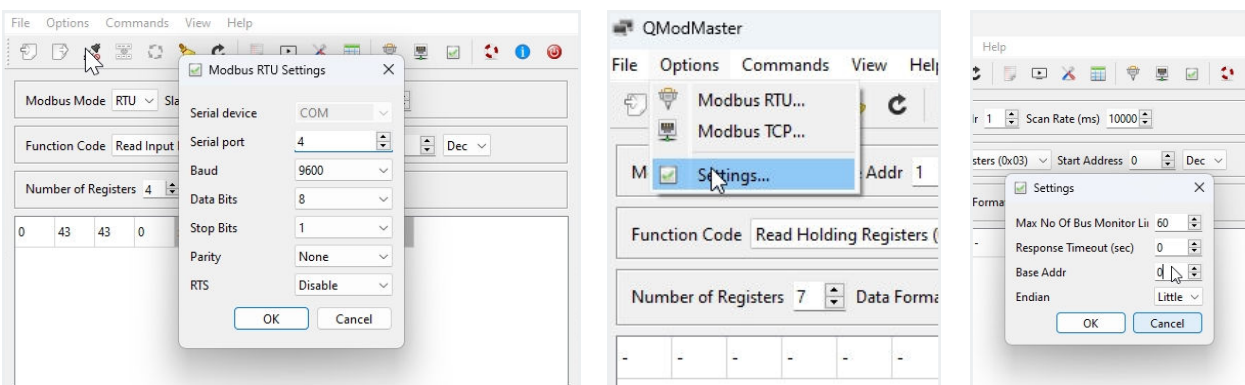 File Options Commands View Help
Modbus RTU Settings
Modbus Mode RTU
Serial device COM
Serial port 4
Function Code Read Input
Dec
Baud 9600
Number of Registers 4
Data Bits 8
0 43 43 0
Stop Bits 1
Parity None
RTS Disable
OK Cancel
QModMaster
File Options Commands View Help
Modbus RTU...
Modbus TCP...
Settings...
Addr 1
Function Code Read Holding Registers (
Number of Registers 7 Data Forma
- - - - - -
Help
1 Scan Rate (ms) 10000
sters (0x03) Start Address 0 Dec
Settings
Forma
Max No Of Bus Monitor Lii 60
Response Timeout (sec) 0
-
Base Addr 0
Endian Little
OK Cancel